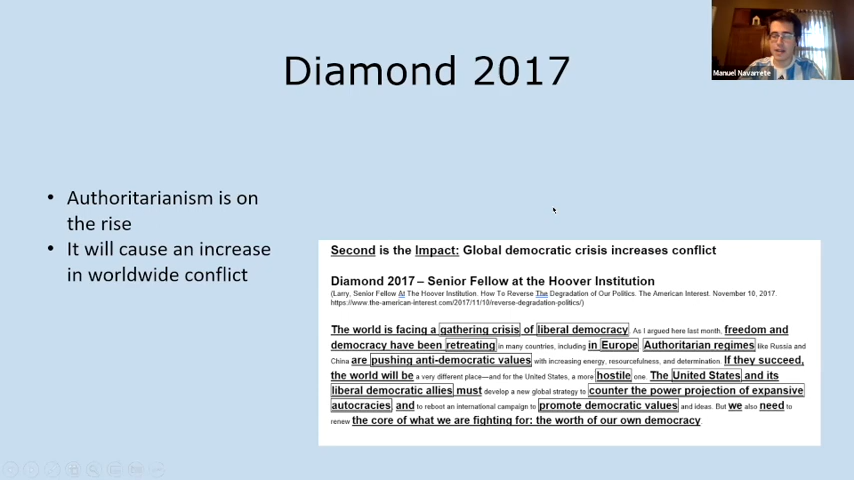 Manuel Navarrete
Diamond 2017
• Authoritarianism is on
the rise
• It will cause an increase
in worldwide conflict
Second is the Impact: Global democratic crisis increases conflict
Diamond 2017 – Senior Fellow at the Hoover Institution
(Larry, Senior Fellow At The Hoover Institution. How To Reverse The Degradation of Our Politics. The American Interest. November 10, 2017.
https://www.the-american-interest.com/2017/11/10/reverse-degradation-politics/)
The world is facing a gathering crisis of liberal democracy. As I argued here last month, freedom and
democracy have been retreating in many countries, including in Europe Authoritarian regimes like Russia and
China are pushing anti-democratic values with increasing energy, resourcefulness, and determination. If they succeed,
the world will be a very different place—and for the United States, a more hostile one. The United States and its
liberal democratic allies must develop a new global strategy to counter the power projection of expansive
autocracies and to reboot an international campaign to promote democratic values and ideas. But we also need to
renew the core of what we are fighting for: the worth of our own democracy.